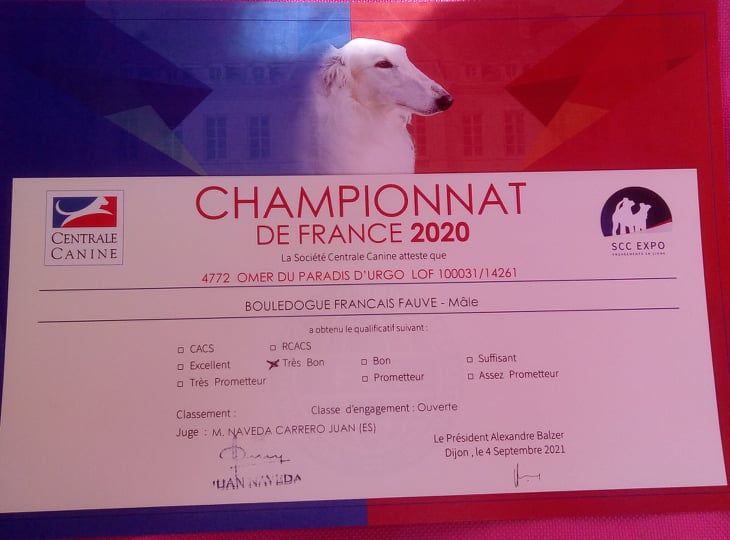 CENTRALE
CANINE
CHAMPIONNAT
DE FRANCE 2020
SCC EXPO
La Société Centrale Canine atteste que
4772 OMER DU PARADIS D'URGO LOF 100031/14261
BOULEDOGUE FRANCAIS FAUVE - Mâle
a obtenu le qualificatif suivant :
CACS RCACS
Excellent Très Bon Bon Suffisant
Très Prometteur Prometteur Assez Prometteur
Classement : Classe d'engagement : Ouverte
Juge : M. NAVEDA CARRERO JUAN (ES)
Le Président Alexandre Balzer
Dijon , le 4 Septembre 2021
JUAN NAVEDA